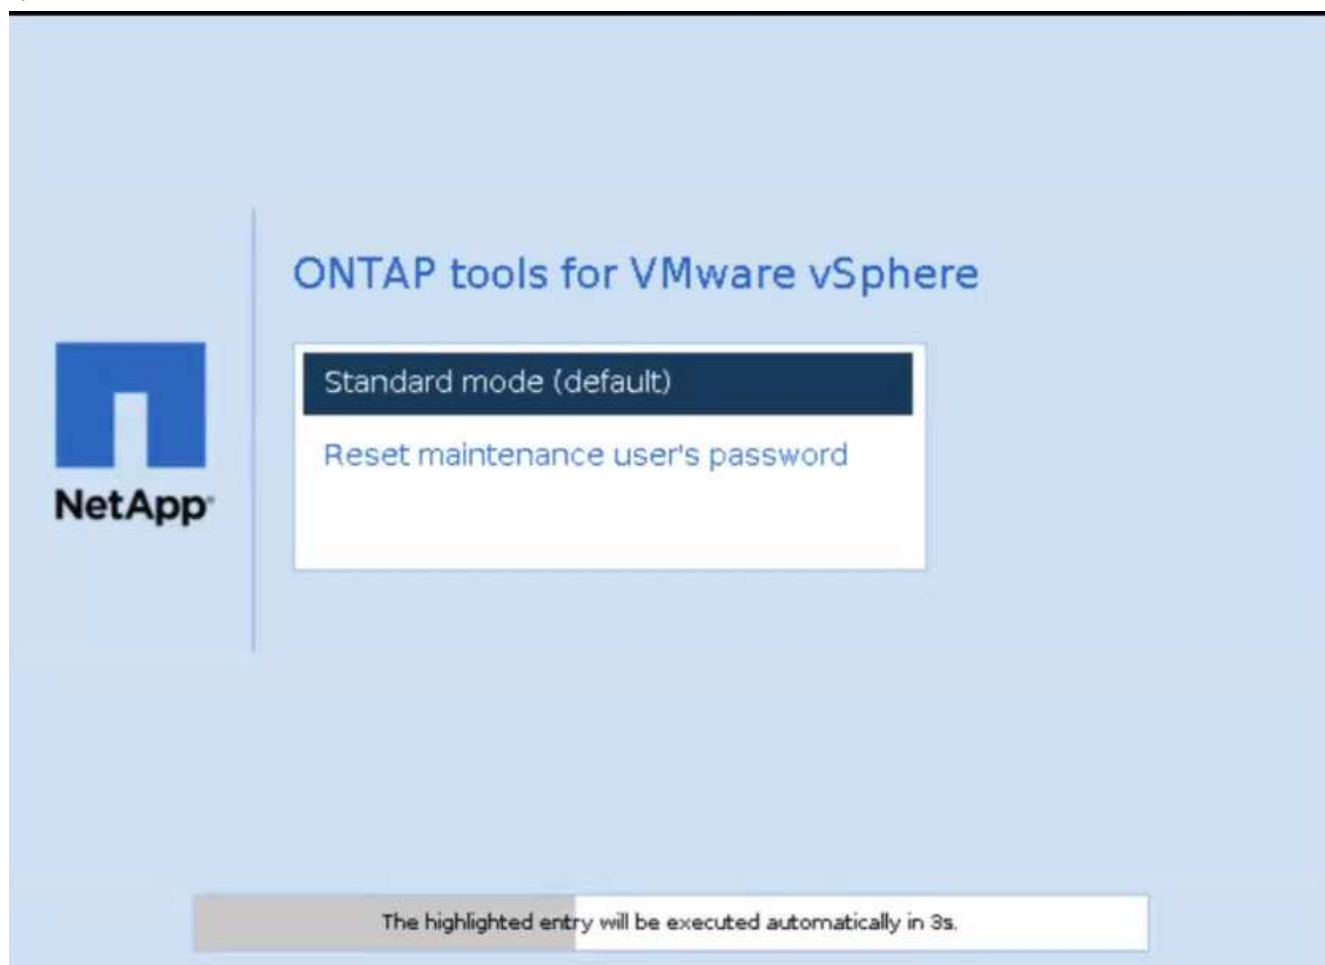 ONTAP tools for VMware vSphere
Standard mode (default)
Reset maintenance user's password
NetApp
The highlighted entry will be executed automatically in 3s.